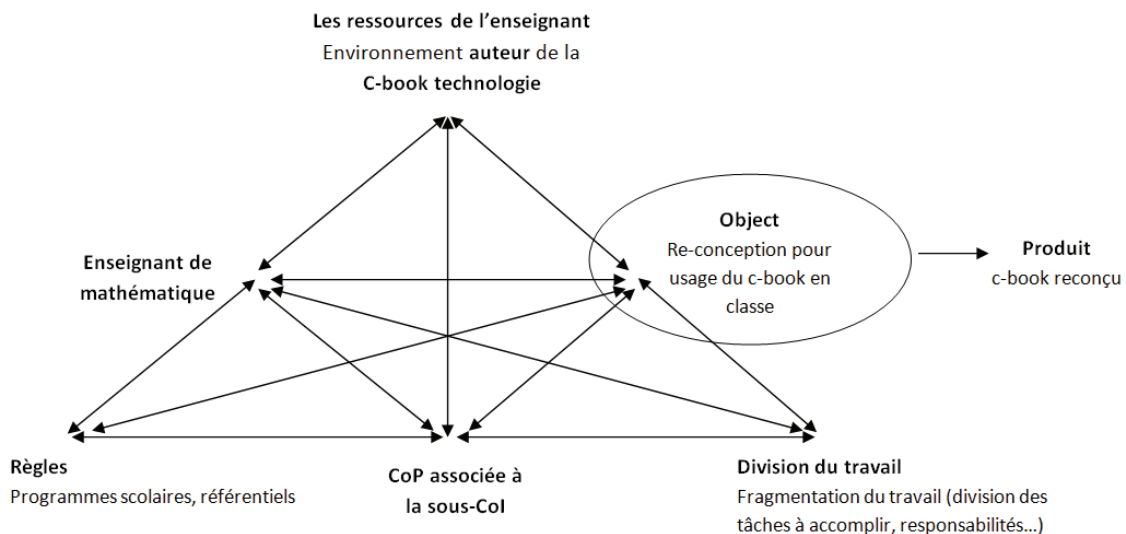 Les ressources de l'enseignant
Environnement auteur de la
C-book technologie
Object
Re-conception pour
usage du c-book en
classe
Produit
c-book reconçu
Enseignant de
mathématique
Règles
Programmes scolaires, référentiels
CoP associée à
la sous-CoI
Division du travail
Fragmentation du travail (division des
tâches à accomplir, responsabilités...)